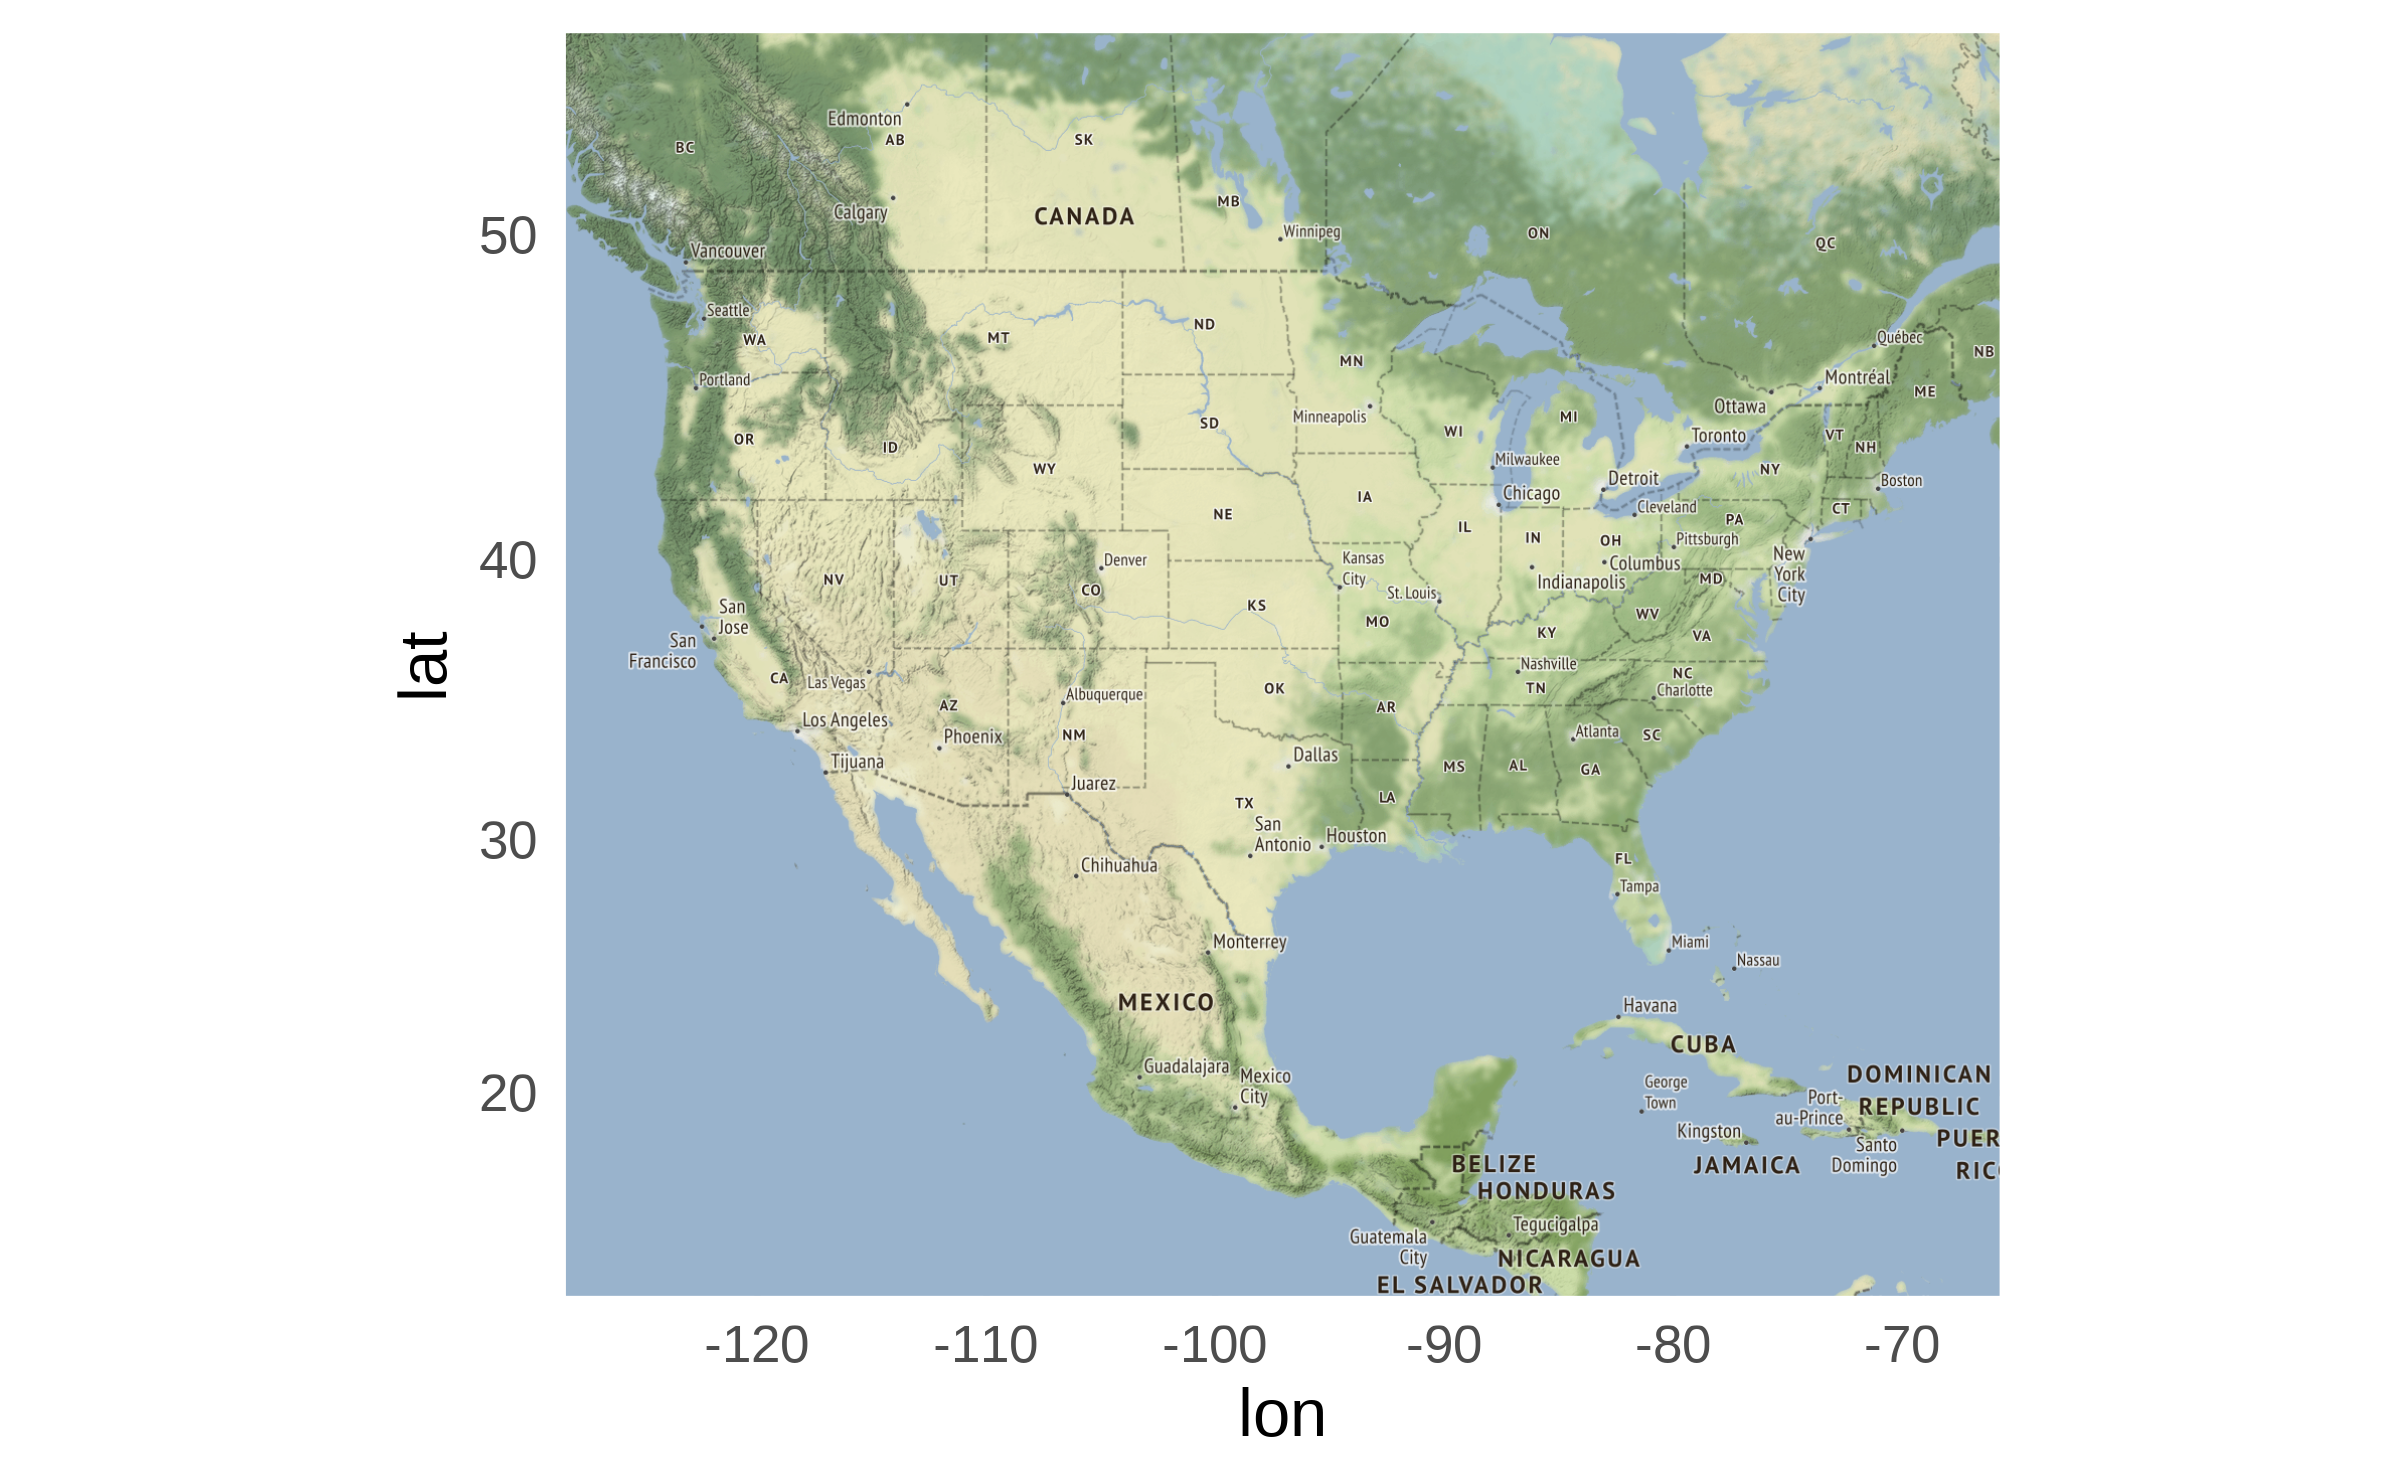 Edmonton
AB
SK
BC
Calgary
CANADA
MB
Winnipeg
ON
QC
Vancouver
50
Seattle
WA
MT
ND
MN
Québec
NB
Portland
Montréal
ME
Ottawa
OR
ID
SD
Minneapolis
WI
MI
Toronto
VT
NH
WY
Milwaukee
Detroit
NY
Boston
IA
Chicago
Cleveland
CT
NE
IL
IN
OH
PA
Pittsburgh
40
Denver
Kansas
City
Indianapolis
Columbus
New
York
City
NV
UT
CO
St. Louis
MD
San
Jose
KS
MO
KY
WV
VA
San
Francisco
lat
CA
Las Vegas
Albuquerque
OK
Nashville
TN
NC
Charlotte
AZ
AR
Los Angeles
Phoenix
NM
Dallas
Atlanta
SC
Tijuana
Juarez
MS
AL
GA
TX
LA
30
San
Antonio
Houston
Chihuahua
FL
Tampa
Monterrey
Miami
Nassau
MEXICO
Havana
CUBA
Guadalajara
Mexico
City
George
Town
DOMINICAN
REPUBLIC
20
Port-
au-Prince
Kingston
Santo
Domingo
PUER
RIC
BELIZE
JAMAICA
HONDURAS
Guatemala
City
Tegucigalpa
NICARAGUA
EL SALVADOR
-120 -110 -100 -90 -80 -70
lon